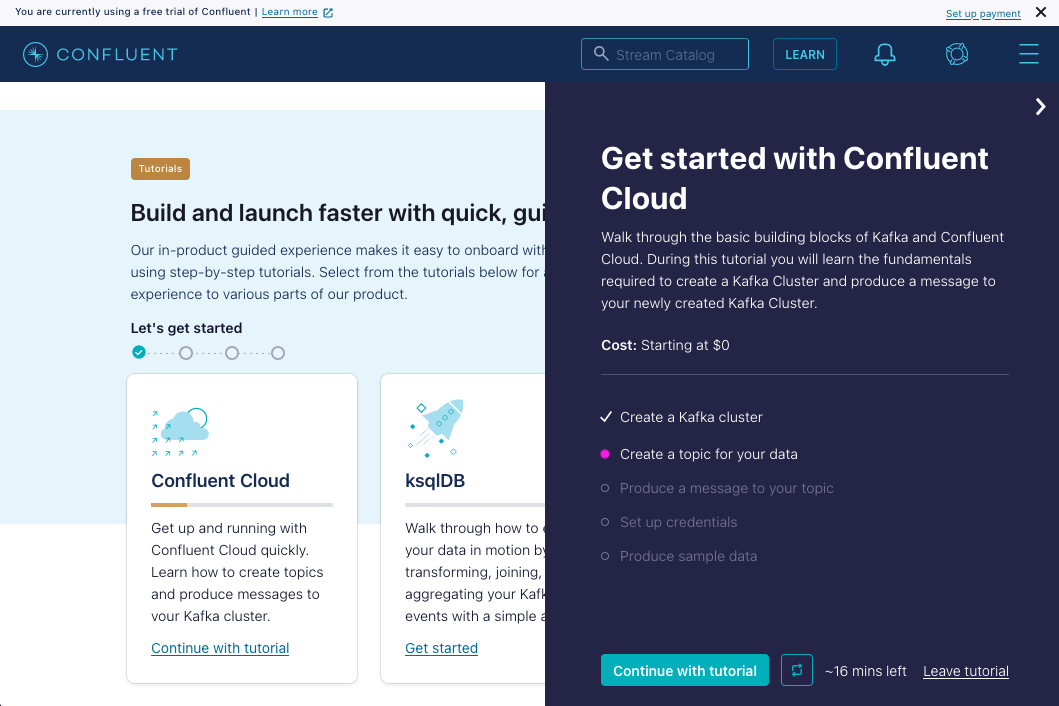 You are currently using a free trial of Confluent | Learn more
Set up payment
CONFLUENT
Stream Catalog
LEARN
Tutorials
Build and launch faster with quick, gui
Our in-product guided experience makes it easy to onboard with
using step-by-step tutorials. Select from the tutorials below for a
experience to various parts of our product.
Let's get started
Confluent Cloud
Get up and running with
Confluent Cloud quickly.
Learn how to create topics
and produce messages to
your Kafka cluster.
Continue with tutorial
ksqlDB
Walk through how to e
your data in motion by
transforming, joining,
aggregating your Kafk
events with a simple a
Get started
Get started with Confluent
Cloud
Walk through the basic building blocks of Kafka and Confluent
Cloud. During this tutorial you will learn the fundamentals
required to create a Kafka Cluster and produce a message to
your newly created Kafka Cluster.
Cost: Starting at $0
Create a Kafka cluster
Create a topic for your data
Produce a message to your topic
Set up credentials
Produce sample data
Continue with tutorial
~16 mins left
Leave tutorial